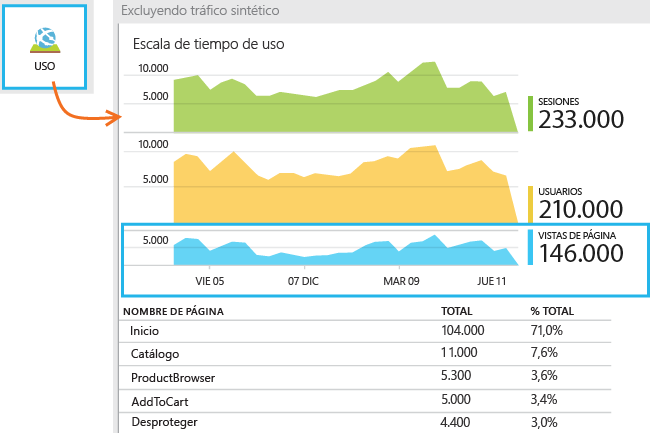 Excluyendo tráfico sintético
USO
Escala de tiempo de uso
10.000
5.000
SESIONES
233.000
10.000
5.000
USUARIOS
210.000
5.000
VISTAS DE PÁGINA
146.000
VIE 05 07 DIC MAR 09 JUE 11
NOMBRE DE PÁGINA TOTAL % TOTAL
Inicio 104.000 71,0%
Catálogo 11.000 7,6%
ProductBrowser 5.300 3,6%
AddToCart 5.000 3,4%
Desproteger 4.400 3,0%